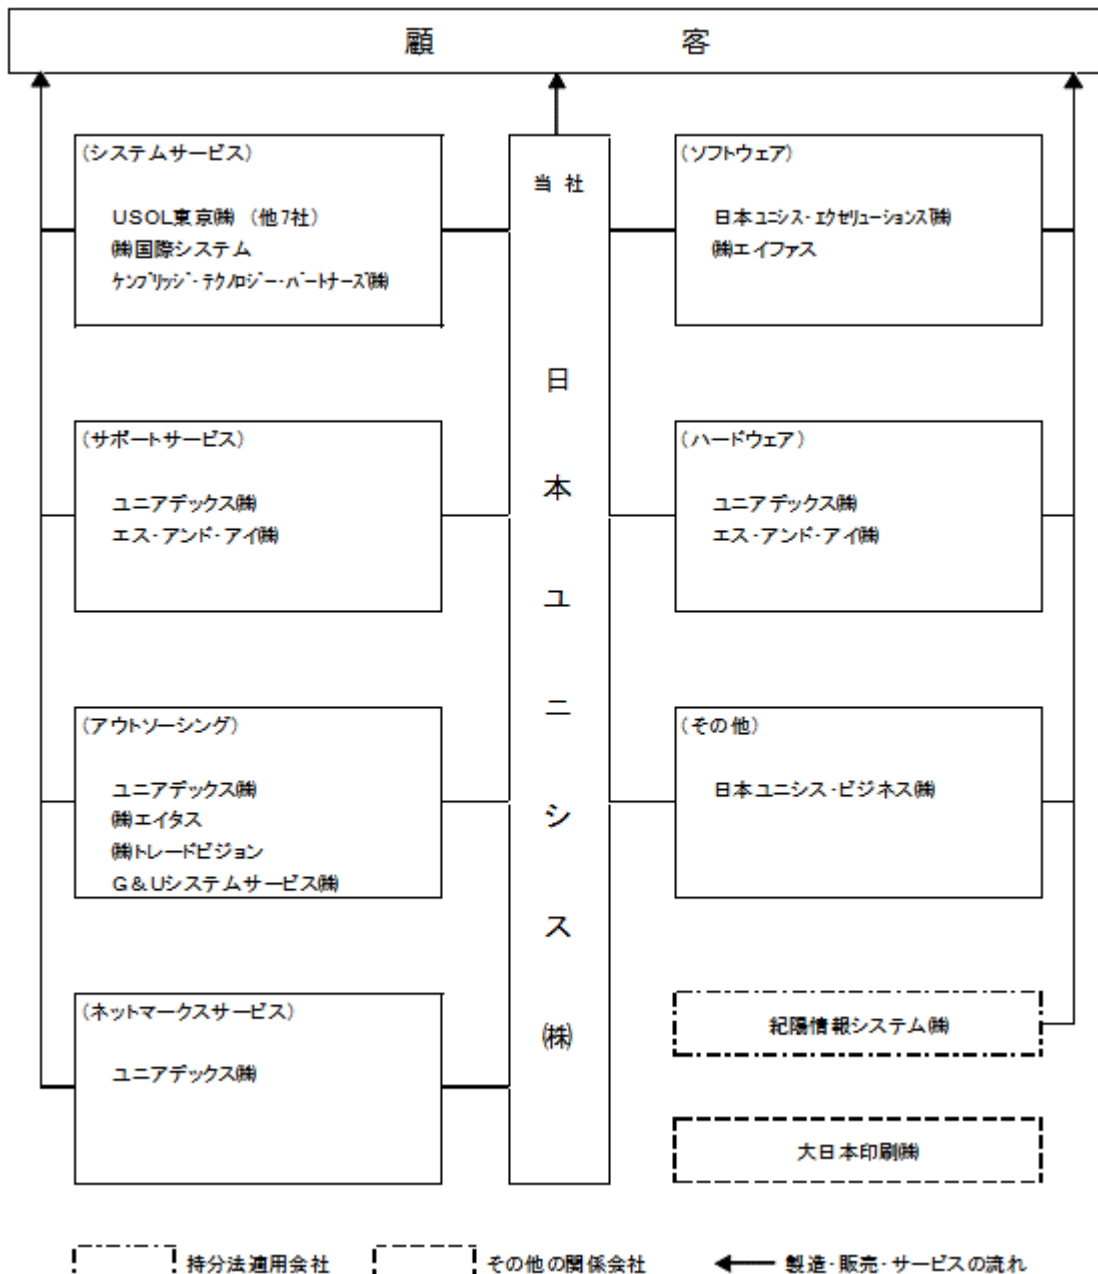 顧客
(システムサービス)
USOL東京㈱ (他7社)
㈱国際システム
ケンブリッジ・テクノロジー・パートナーズ㈱
(サポートサービス)
ユニアデックス㈱
エス・アンド・アイ㈱
(アウトソーシング)
ユニアデックス㈱
㈱エイタス
㈱トレードビジョン
G&Uシステムサービス㈱
(ネットマークスサービス)
ユニアデックス㈱
当社
日本ユニシス㈱
(ソフトウェア)
日本ユニシス・エクセリューションズ㈱
㈱エイファス
(ハードウェア)
ユニアデックス㈱
エス・アンド・アイ㈱
(その他)
日本ユニシス・ビジネス㈱
紀陽情報システム㈱
大日本印刷㈱
持分法適用会社
その他の関係会社
製造・販売・サービスの流れ